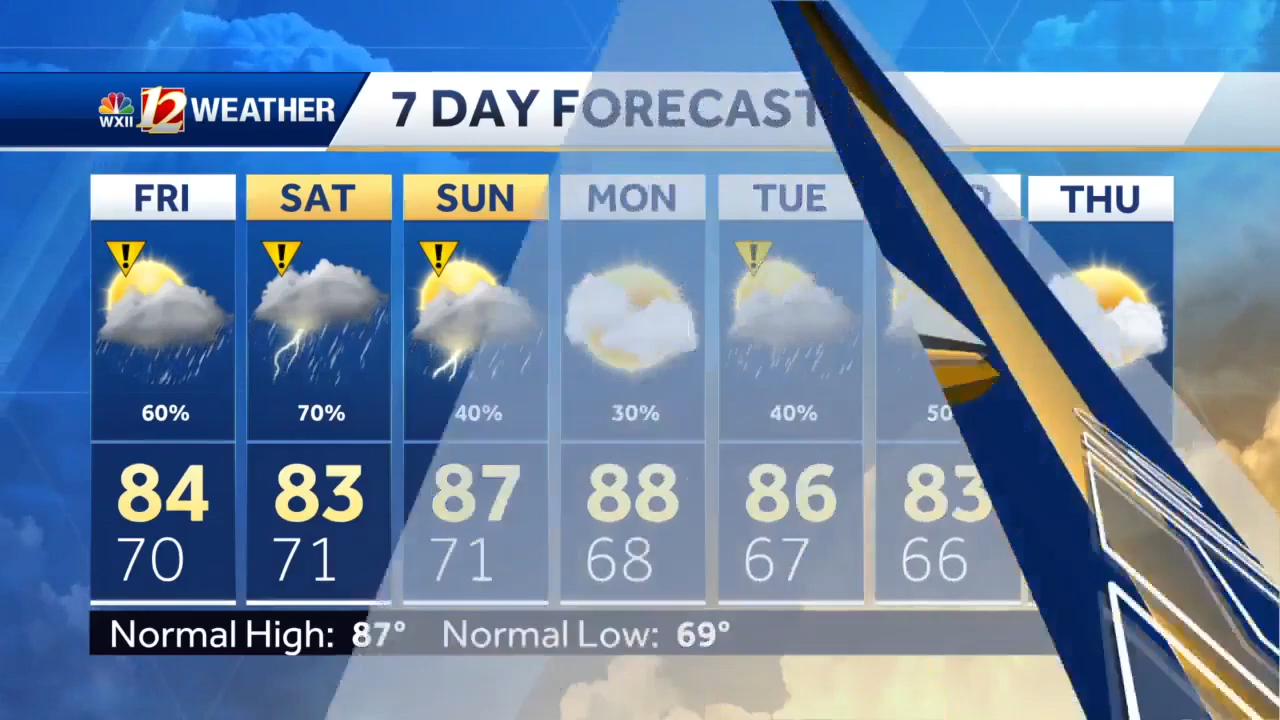 WXII 12 WEATHER
7 DAY FORECAST
FRI SAT SUN MON TUE THU
! ! ! !
60% 70% 40% 30% 40% 50
84 83 87 88 86 83
70 71 71 68 67 66
Normal High: 87° Normal Low: 69°